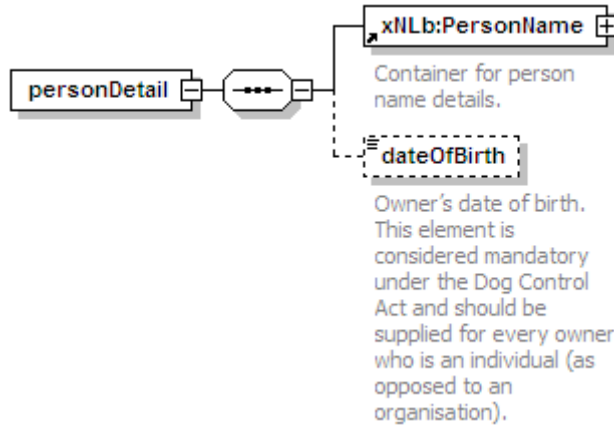 xNLb:PersonName
Container for person
name details.
personDetail
dateOfBirth
Owner's date of birth.
This element is
considered mandatory
under the Dog Control
Act and should be
supplied for every owner
who is an individual (as
opposed to an
organisation).